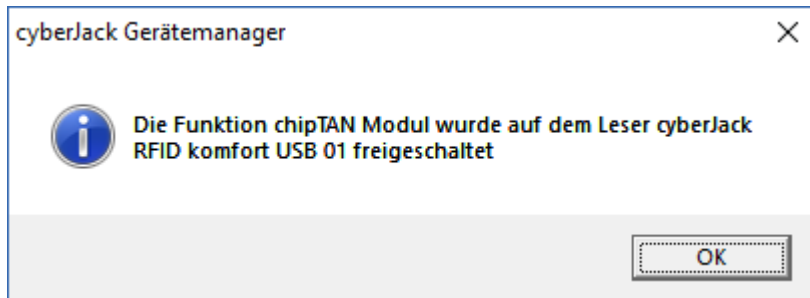 cyberJack Gerätemanager
Die Funktion chipTAN Modul wurde auf dem Leser cyberJack
RFID komfort USB 01 freigeschaltet
OK